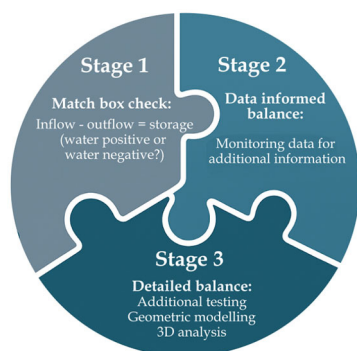 Stage 1
Match box check:
Inflow - outflow = storage
(water positive or
water negative?)
Stage 2
Data informed
balance:
Monitoring data for
additional information
Stage 3
Detailed balance:
Additional testing
Geometric modelling
3D analysis